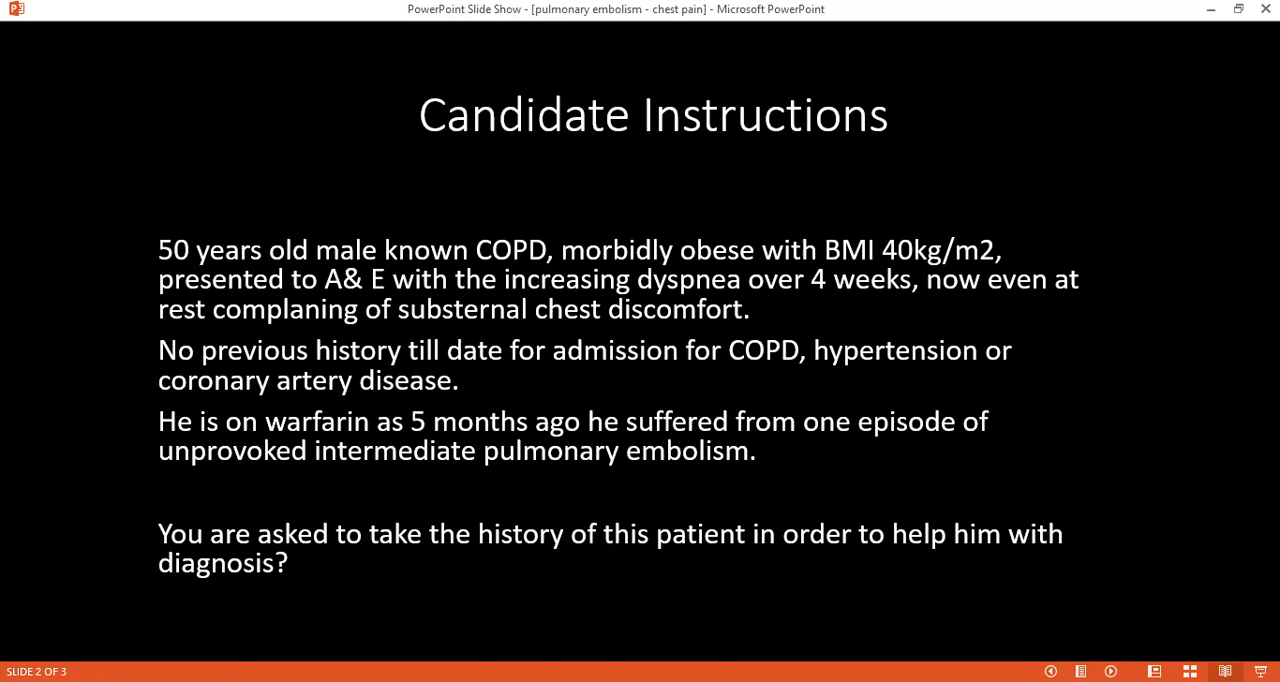 PowerPoint Slide Show - [pulmonary embolism - chest pain] - Microsoft PowerPoint
Candidate Instructions
50 years old male known COPD, morbidly obese with BMI 40kg/m2,
presented to A& E with the increasing dyspnea over 4 weeks, now even at
rest complaning of substernal chest discomfort.
No previous history till date for admission for COPD, hypertension or
coronary artery disease.
He is on warfarin as 5 months ago he suffered from one episode of
unprovoked intermediate pulmonary embolism.
You are asked to take the history of this patient in order to help him with
diagnosis?
SLIDE 2 OF 3